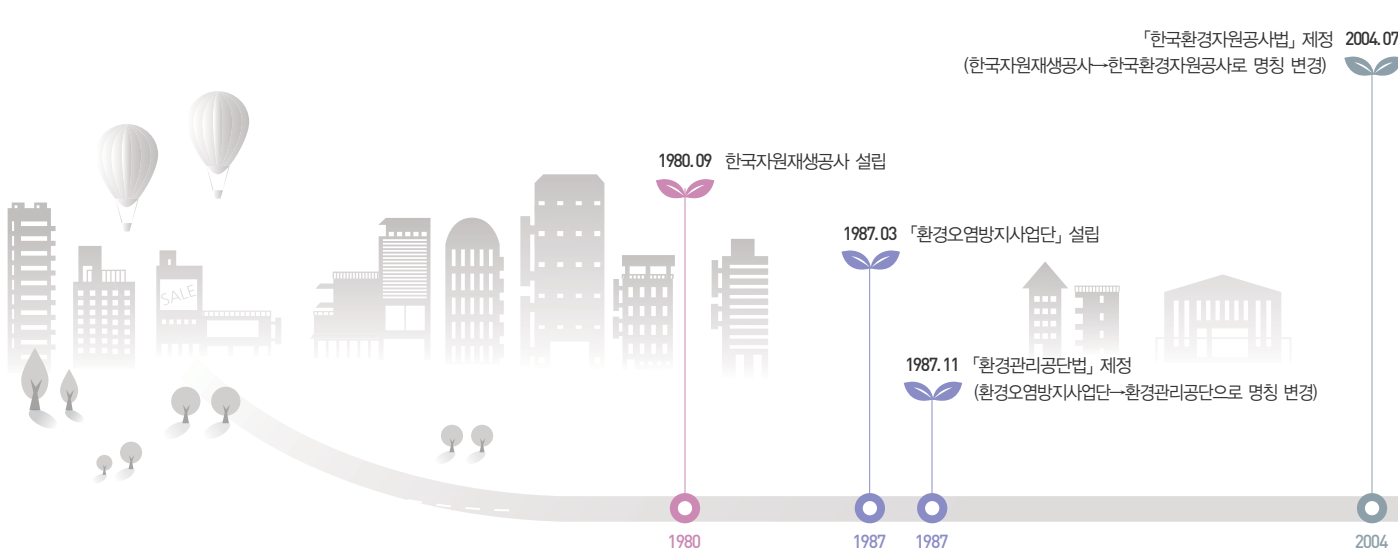 「한국환경자원공사법」 제정 2004.07
(한국자원재생공사→한국환경자원공사로 명칭 변경)
1980.09 한국자원재생공사 설립
1987.03 「환경오염방지사업단」 설립
SALE
1987.11 「환경관리공단법」 제정
(환경오염방지사업단→환경관리공단으로 명칭 변경)
1980
1987
1987
2004